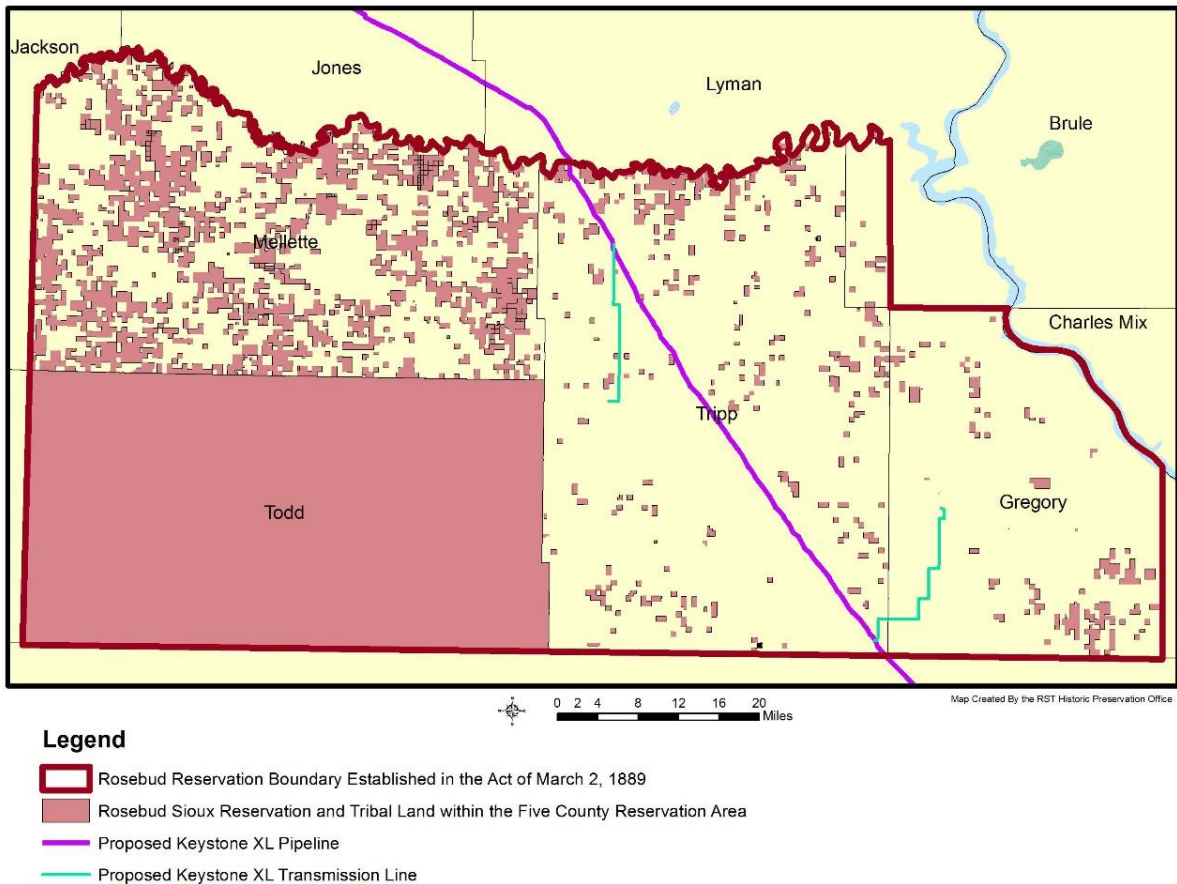 Jackson
Jones
Lyman
Brule
Mellette
Charles Mix
Tripp
Todd
Gregory
Map Created By the RST Historic Preservation Office
0 2 4 8 12 16 20
Miles
Legend
Rosebud Reservation Boundary Established in the Act of March 2, 1889
Rosebud Sioux Reservation and Tribal Land within the Five County Reservation Area
Proposed Keystone XL Pipeline
Proposed Keystone XL Transmission Line